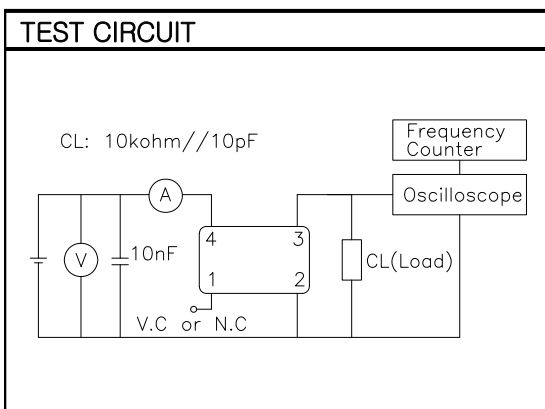 TEST CIRCUIT
CL: 10kohm//10pF
Frequency
Counter
Oscilloscope
A
V
10nF
4
3
1
2
CL(Load)
V.C or N.C